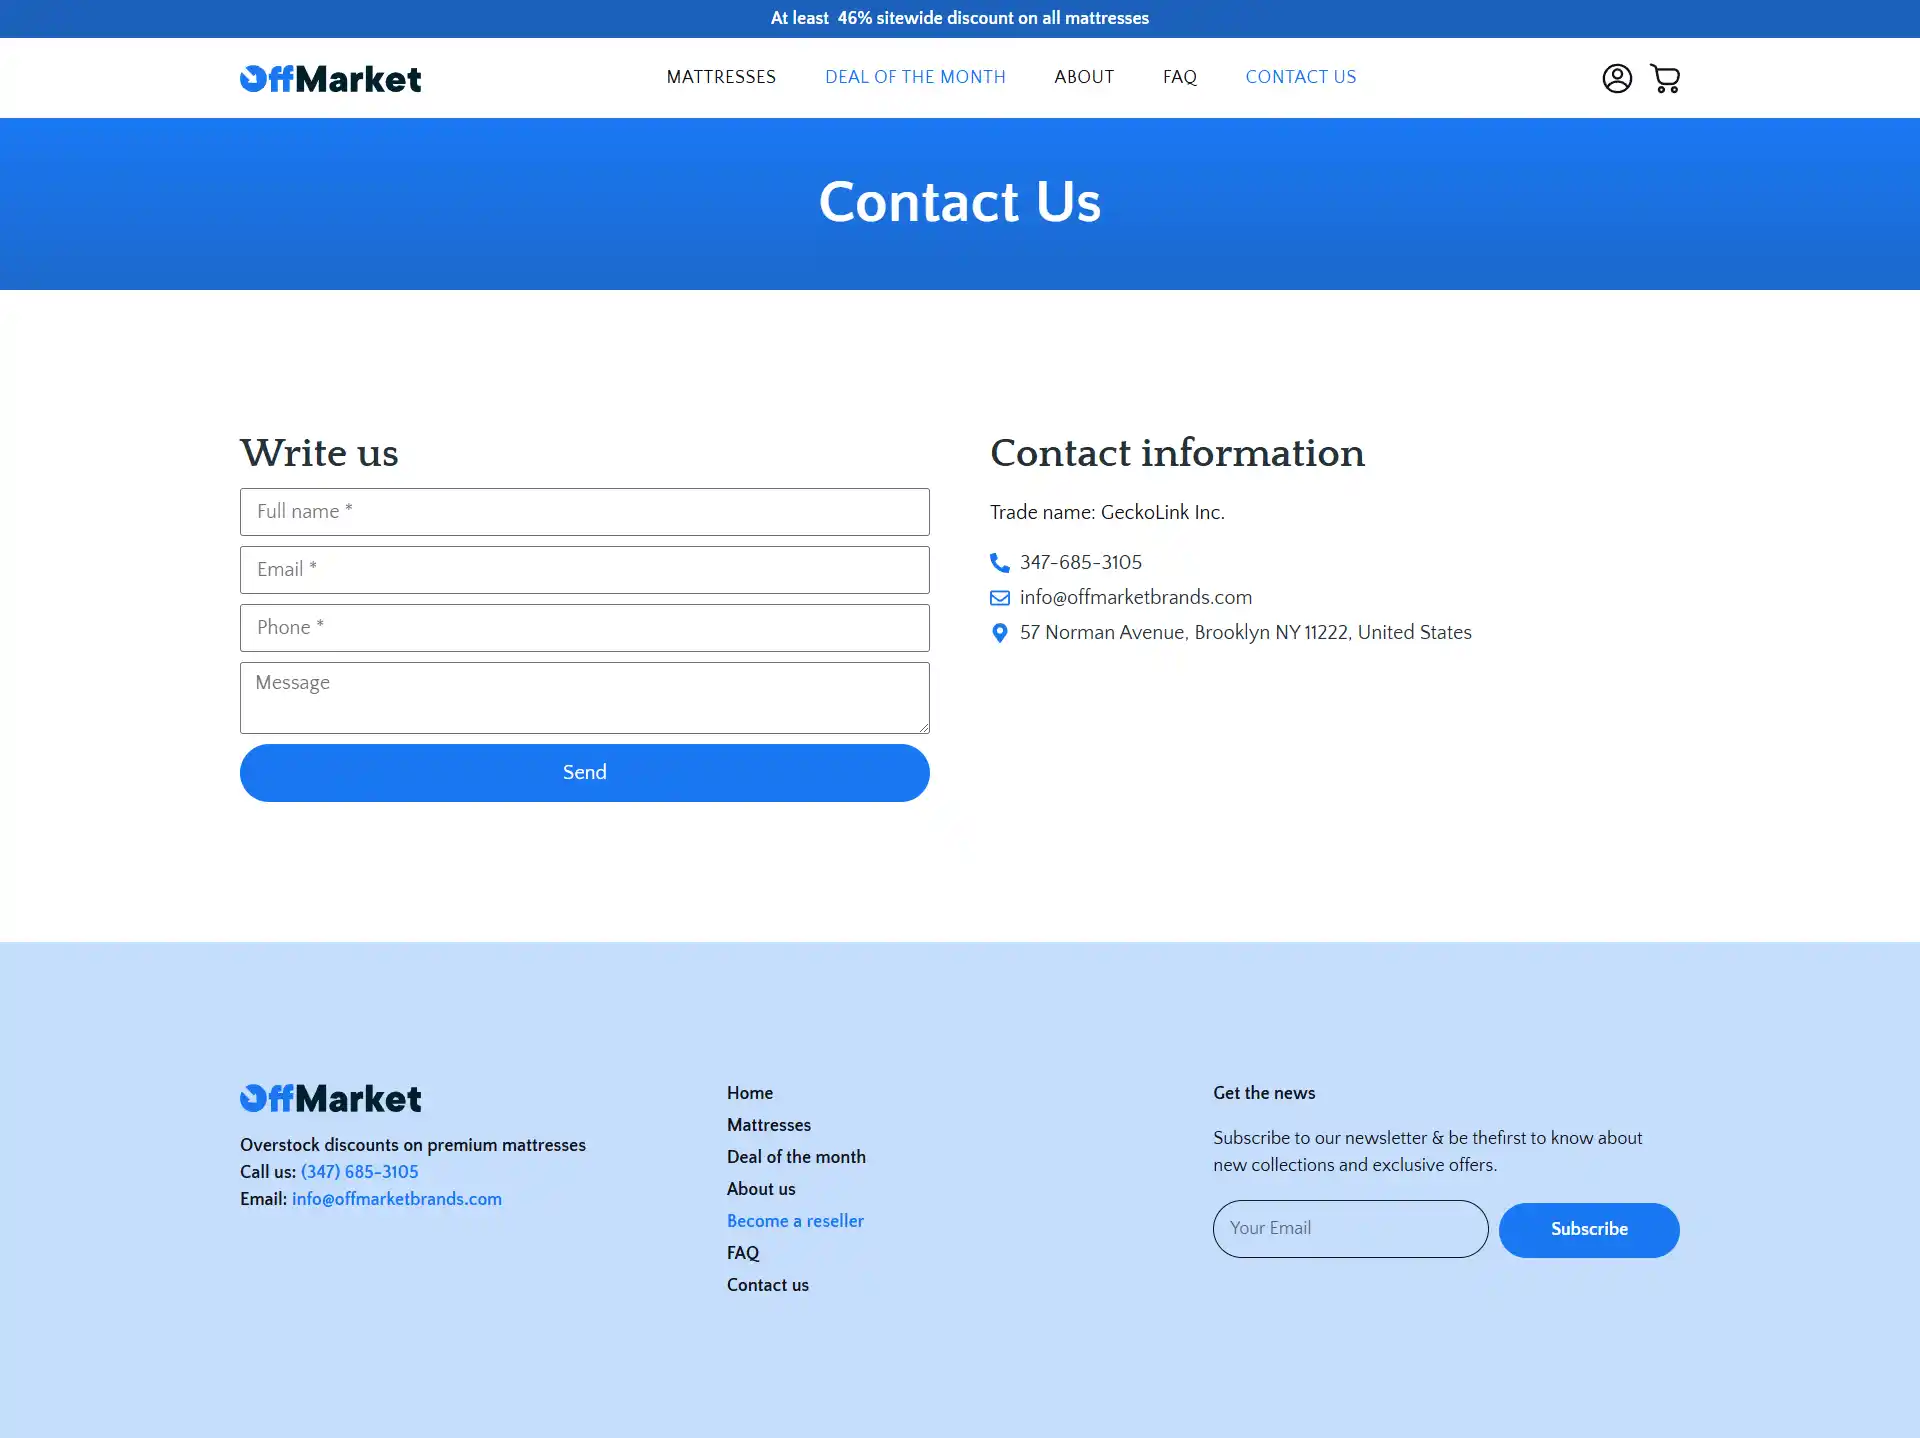 At least  46% sitewide discount on all mattresses
OffMarket
MATTRESSES
DEAL OF THE MONTH
ABOUT
FAQ
CONTACT US
Contact Us
Write us
Full name *
Email *
Phone *
Message
Send
Contact information
Trade name: GeckoLink Inc.
347-685-3105
info@offmarketbrands.com
57 Norman Avenue, Brooklyn NY 11222, United States
OffMarket
Overstock discounts on premium mattresses
Call us: (347) 685-3105
Email: info@offmarketbrands.com
Home
Mattresses
Deal of the month
About us
Become a reseller
FAQ
Contact us
Get the news
Subscribe to our newsletter & be thefirst to know about
new collections and exclusive offers.
Your Email
Subscribe